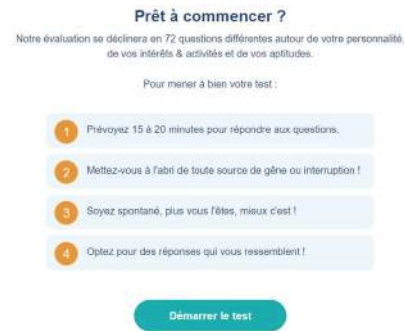 Prêt à commencer ?
Notre évaluation se déclinera en 72 questions différentes autour de votre personnalité,
de vos intérêts & activités et de vos aptitudes.
Pour mener à bien votre test :
1 Prévoyez 15 à 20 minutes pour répondre aux questions.
2 Mettez-vous à l'abri de toute source de gêne ou interruption !
3 Soyez spontané, plus vous l'êtes, mieux c'est !
4 Optez pour des réponses qui vous ressemblent !
Démarrer le test